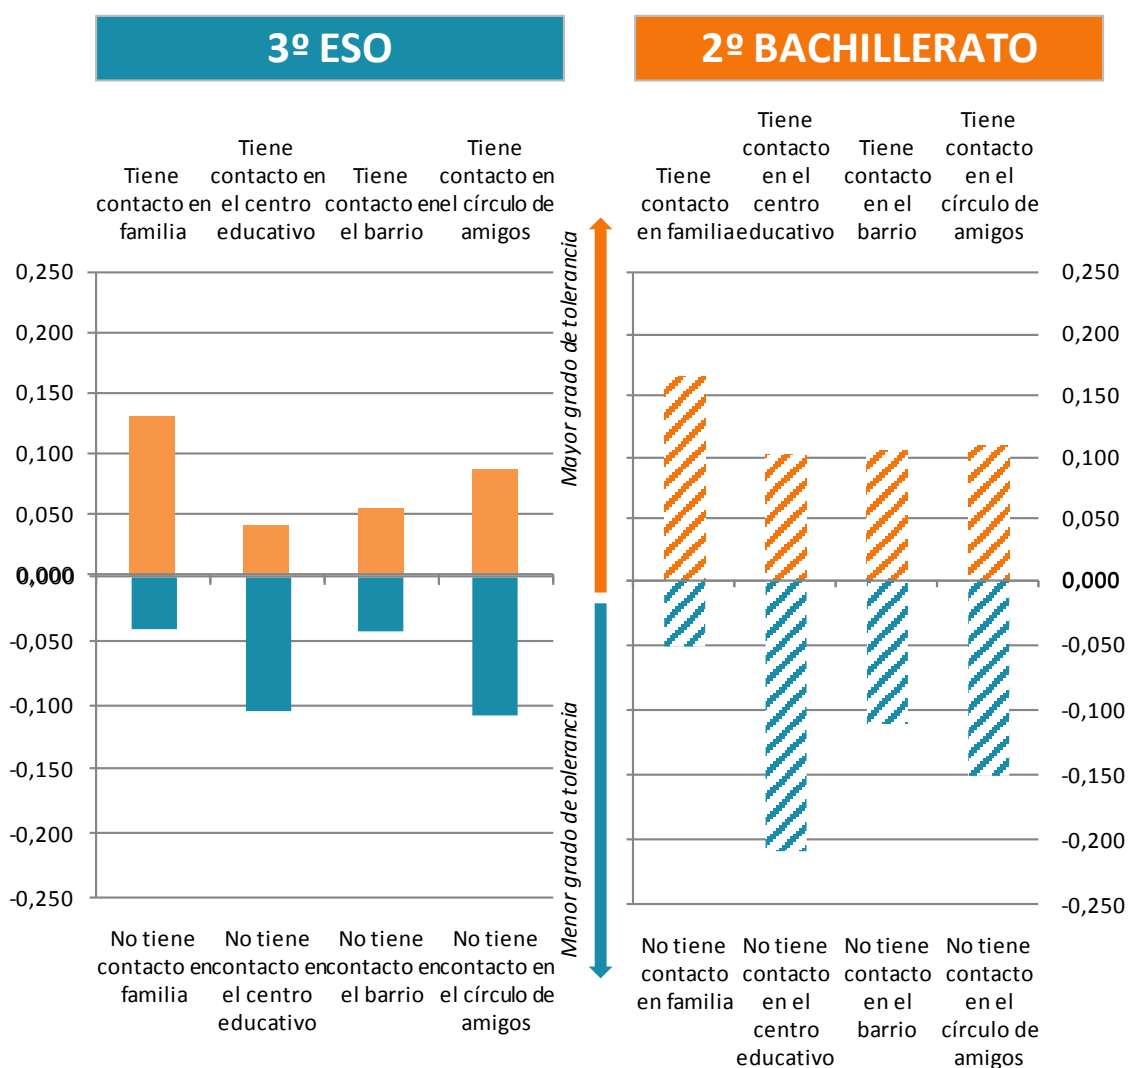 3º ESO
Tiene
contacto en
familia
Tiene
contacto en
el centro
educativo
Tiene
contacto en
el barrio
Tiene
contacto en
el círculo de
amigos
0,250
0,200
0,150
0,100
0,050
0,000
-0,050
-0,100
-0,150
-0,200
-0,250
No tiene
contacto en
familia
No tiene
contacto en
el centro
educativo
No tiene
contacto en
el barrio
No tiene
contacto en
el círculo de
amigos
Mayor grado de tolerancia
Menor grado de tolerancia
2º BACHILLERATO
Tiene
contacto
en familia
Tiene
contacto
en el
centro
educativo
Tiene
contacto
en el
barrio
Tiene
contacto
en el
círculo de
amigos
0,250
0,200
0,150
0,100
0,050
0,000
-0,050
-0,100
-0,150
-0,200
-0,250
No tiene
contacto
en familia
No tiene
contacto
en el
centro
educativo
No tiene
contacto
en el
barrio
No tiene
contacto
en el
círculo de
amigos